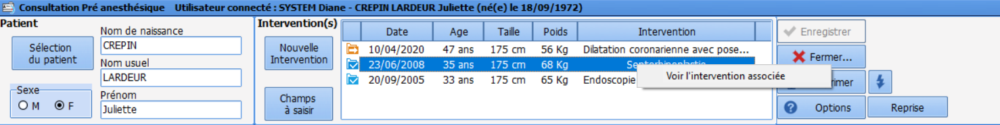 Consultation Pré anesthésique Utilisateur connecté : SYSTEM Diane - CREPIN LARDEUR Juliette (né(e) le 18/09/1972)
Patient
Sélection
du patient
Sexe
M F
Nom de naissance
CREPIN
Nom usuel
LARDEUR
Prénom
Juliette
Intervention(s)
Nouvelle
Intervention
Champs
à saisir
Date Age Taille Poids Intervention
10/04/2020 47 ans 175 cm 56 Kg Dilatation coronarienne avec pose...
23/06/2008 35 ans 175 cm 68 Kg Septorhinoplastie
20/09/2005 33 ans 175 cm 65 Kg Endoscopie
Voir l'intervention associée
Enregistrer
Fermer...
rimer
Options Reprise